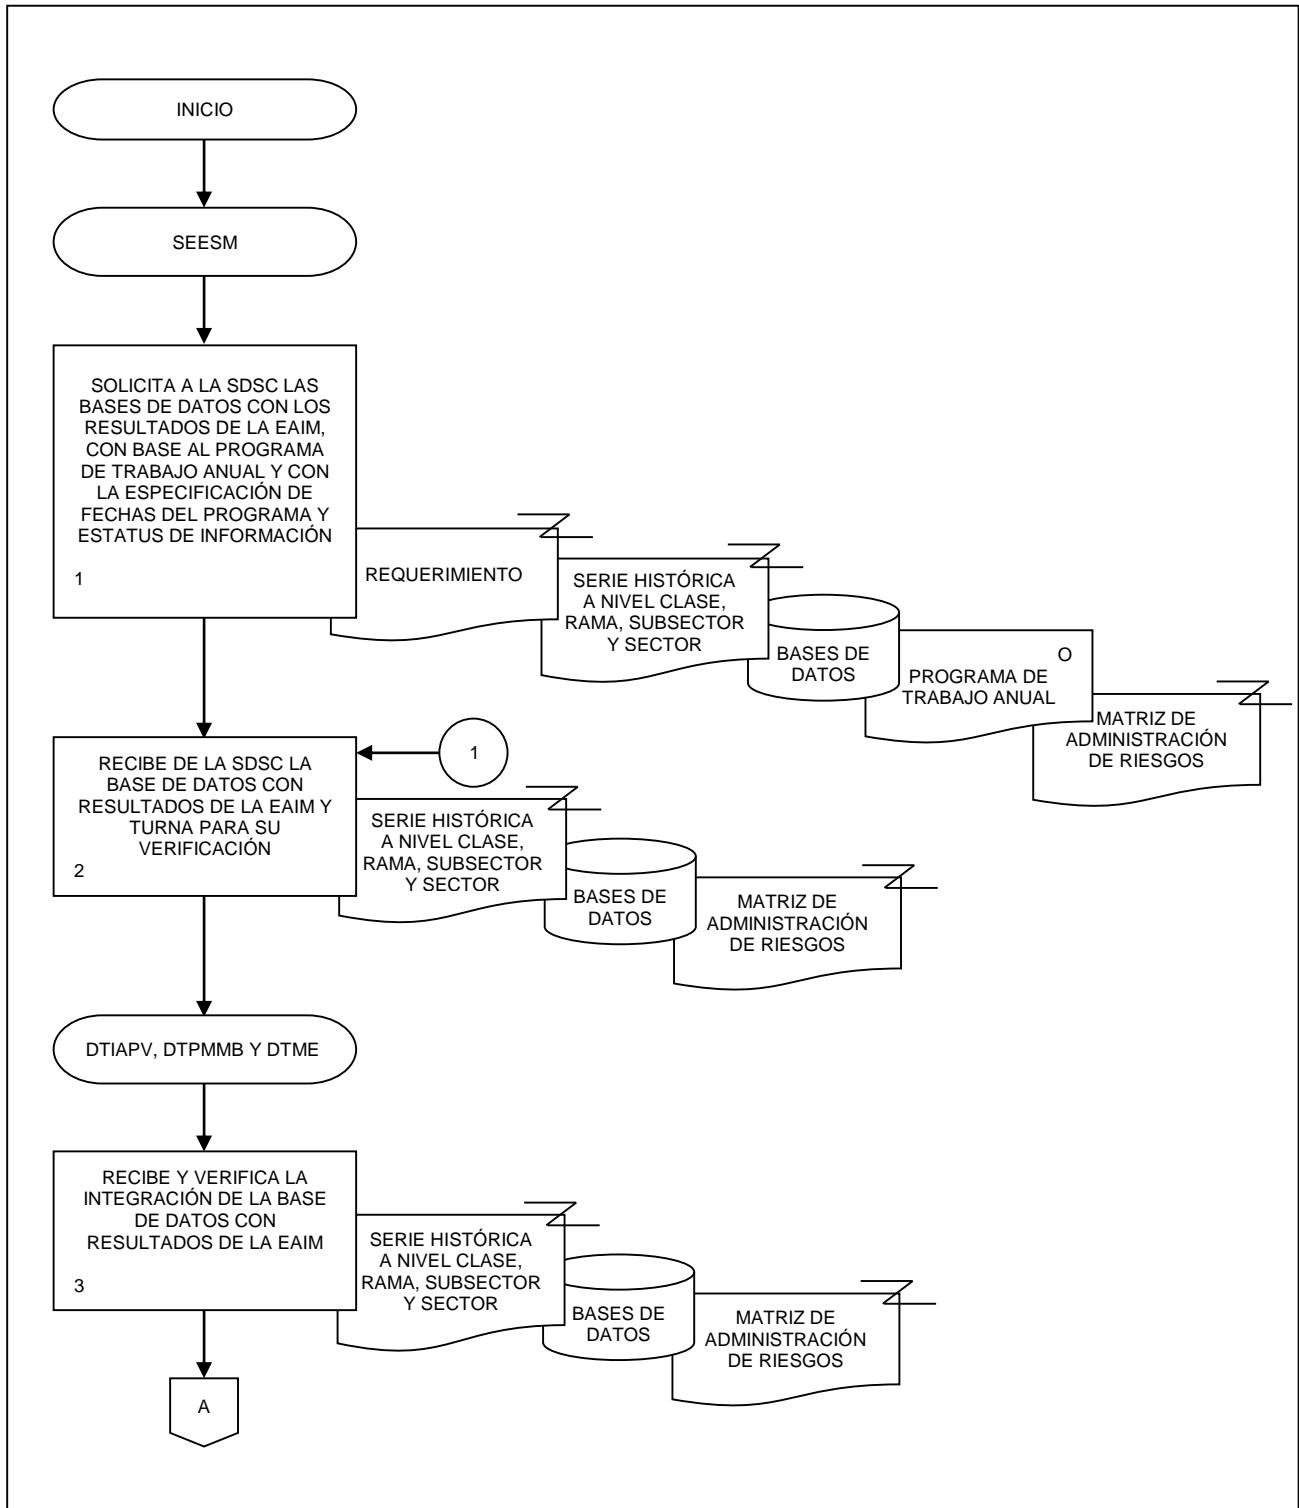 INICIO
SEESM
SOLICITA A LA SDSC LAS
BASES DE DATOS CON LOS
RESULTADOS DE LA EAIM,
CON BASE AL PROGRAMA
DE TRABAJO ANUAL Y CON
LA ESPECIFICACIÓN DE
FECHAS DEL PROGRAMA Y
ESTATUS DE INFORMACIÓN
1
REQUERIMIENTO
SERIE HISTÓRICA
A NIVEL CLASE,
RAMA, SUBSECTOR
Y SECTOR
BASES DE
DATOS
O
PROGRAMA DE
TRABAJO ANUAL
MATRIZ DE
ADMINISTRACIÓN
DE RIESGOS
1
RECIBE DE LA SDSC LA
BASE DE DATOS CON
RESULTADOS DE LA EAIM Y
TURNA PARA SU
VERIFICACIÓN
2
SERIE HISTÓRICA
A NIVEL CLASE,
RAMA, SUBSECTOR
Y SECTOR
BASES DE
DATOS
MATRIZ DE
ADMINISTRACIÓN
DE RIESGOS
DTIAPV, DTPMMB Y DTME
RECIBE Y VERIFICA LA
INTEGRACIÓN DE LA BASE
DE DATOS CON
RESULTADOS DE LA EAIM
3
SERIE HISTÓRICA
A NIVEL CLASE,
RAMA, SUBSECTOR
Y SECTOR
BASES DE
DATOS
MATRIZ DE
ADMINISTRACIÓN
DE RIESGOS
A